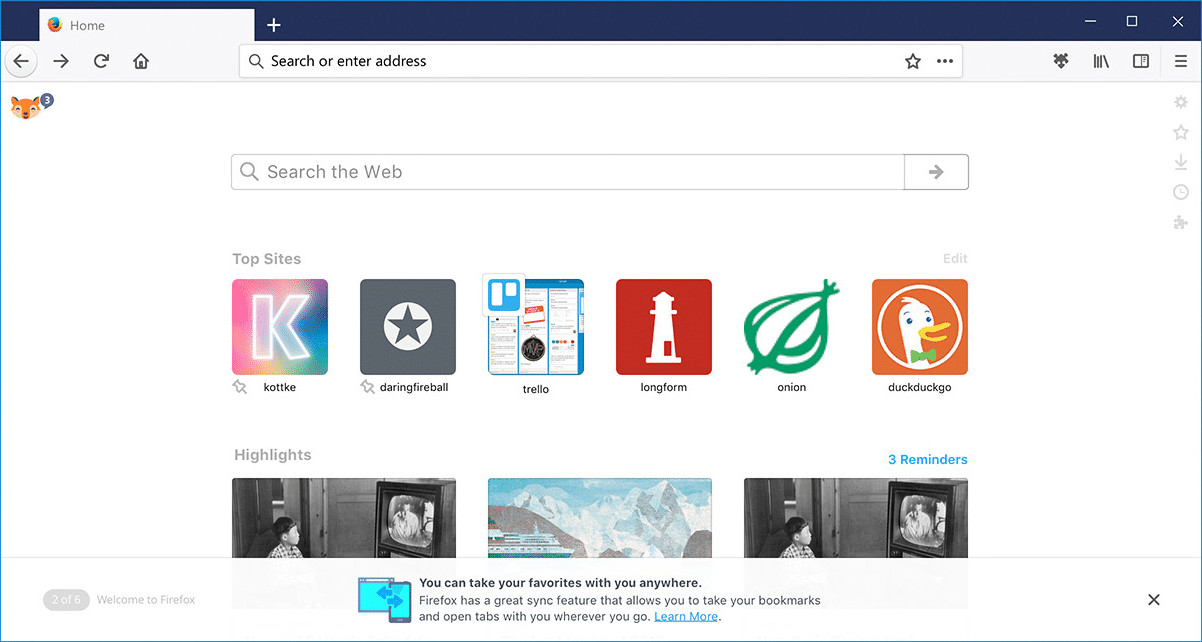 Home
Search or enter address
3
Search the Web
Top Sites
Edit
K
kottke
daringfireball
trello
longform
onion
duckduckgo
Highlights
3 Reminders
2 of 6
Welcome to Firefox
You can take your favorites with you anywhere.
Firefox has a great sync feature that allows you to take your bookmarks
and open tabs with you wherever you go. Learn More.